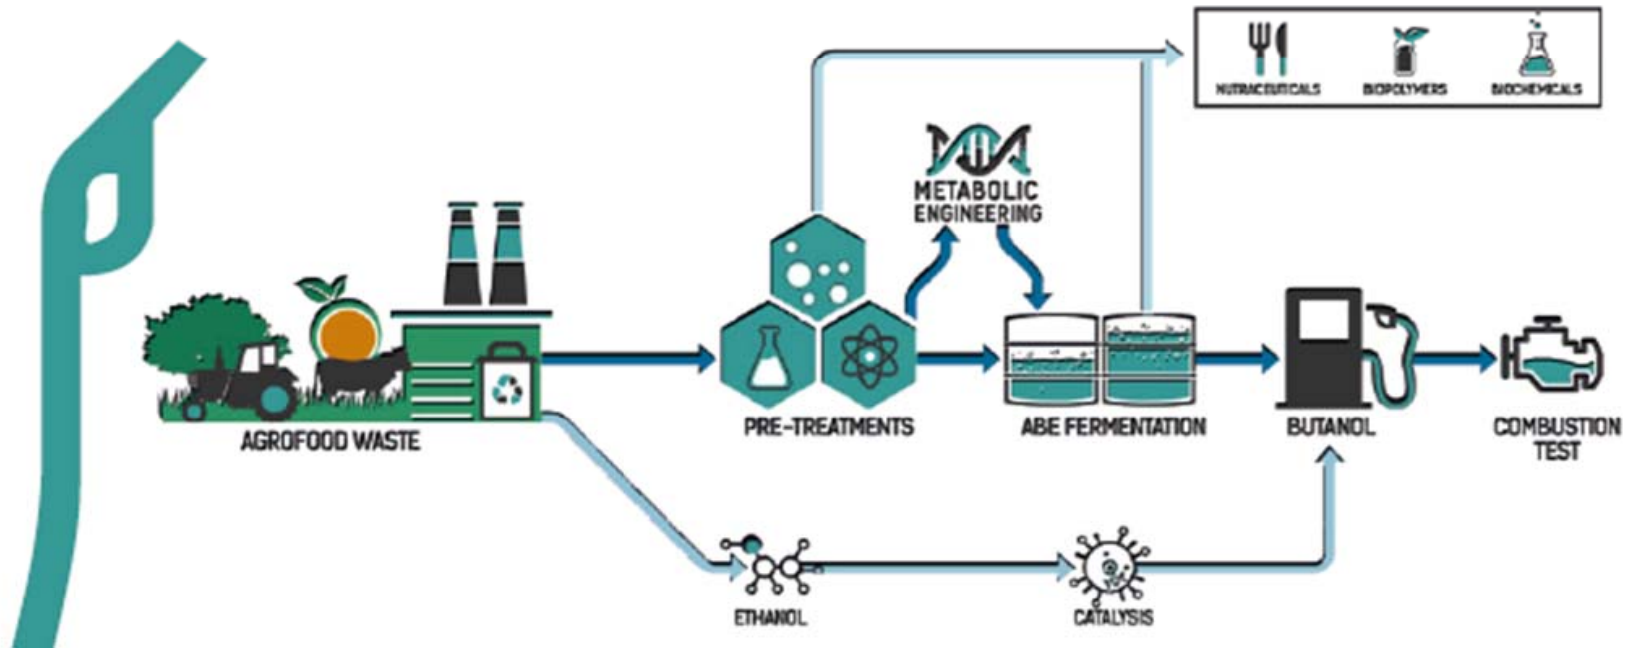 NUTRACEUTICALS
BIOPOLYMERS
BIOCHEMICALS
METABOLIC
ENGINEERING
AGROFOOD WASTE
PRE-TREATMENTS
ABE FERMENTATION
BUTANOL
COMBUSTION
TEST
ETHANOL
CATALYSIS